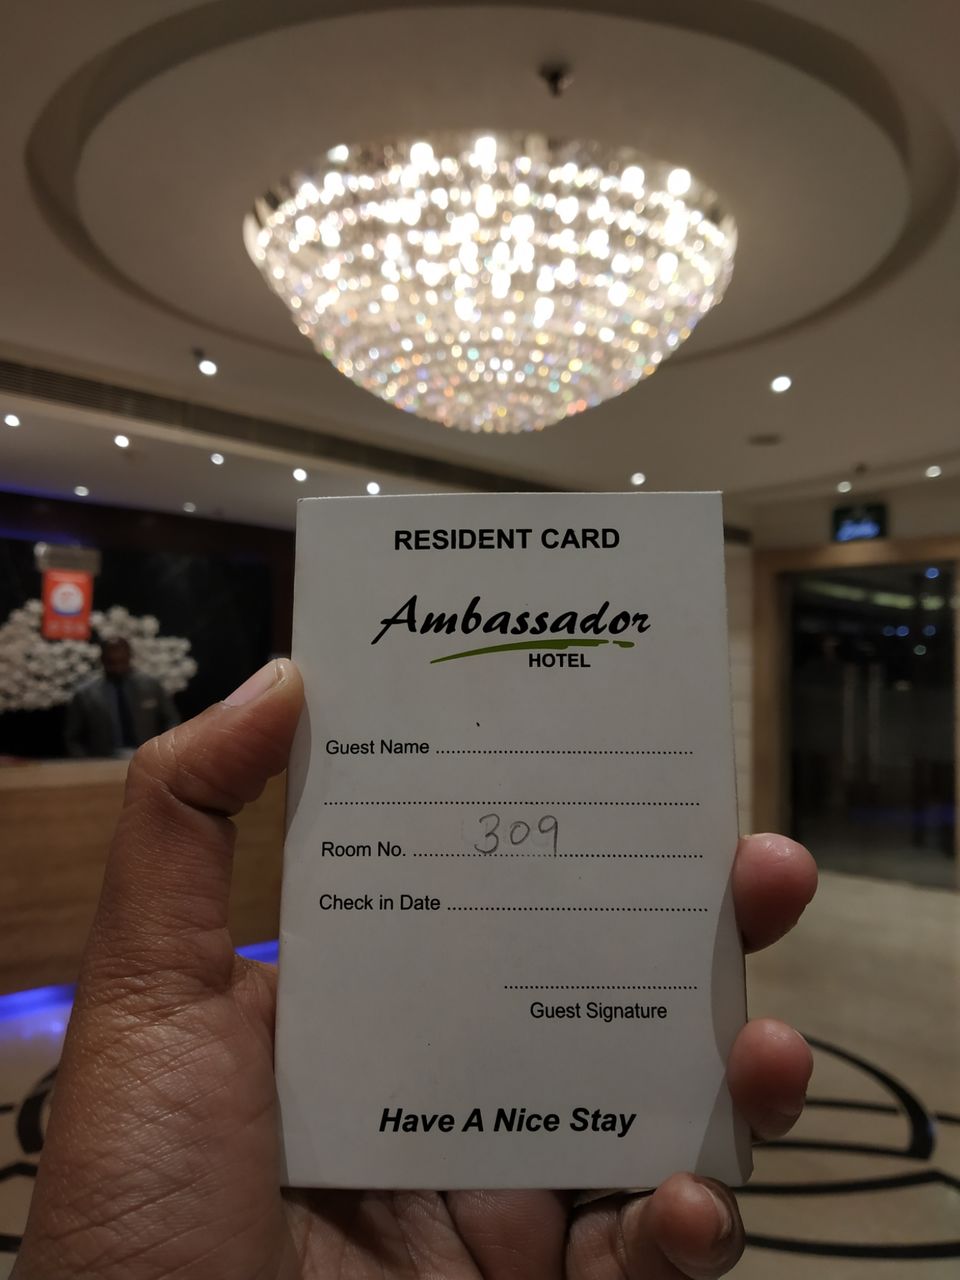 RESIDENT CARD
Ambassador
HOTEL
Guest Name ..........................................................
.....................................................................................
Room No. ..........309..........................................
Check in Date ..........................................................
..........................................
Guest Signature
Have A Nice Stay